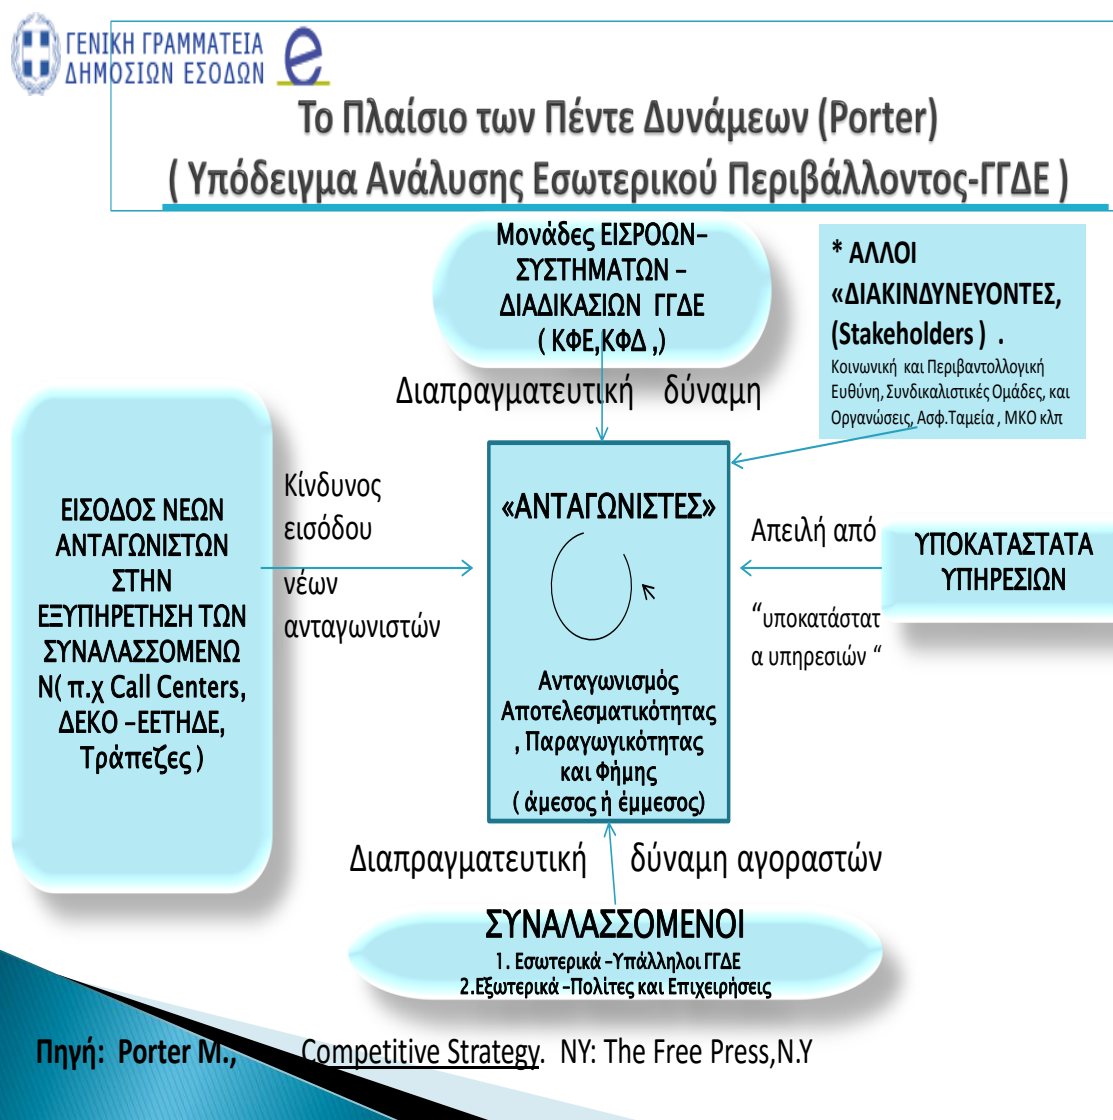 ΓΕΝΙΚΗ ΓΡΑΜΜΑΤΕΙΑ
ΔΗΜΟΣΙΩΝ ΕΣΟΔΩΝ
Το Πλαίσιο των Πέντε Δυνάμεων (Porter)
( Υπόδειγμα Ανάλυσης Εσωτερικού Περιβάλλοντος-ΓΓΔΕ )
Μονάδες ΕΙΣΡΟΩΝ–
ΣΥΣΤΗΜΑΤΩΝ –
ΔΙΑΔΙΚΑΣΙΩΝ ΓΓΔΕ
( ΚΦΕ,ΚΦΔ ,)
* ΑΛΛΟΙ
«ΔΙΑΚΙΝΔΥΝΕΥΟΝΤΕΣ,
(Stakeholders ) .
Κοινωνική και Περιβαντολλογική
Ευθύνη, Συνδικαλιστικές Ομάδες, και
Οργανώσεις, Ασφ.Ταμεία , ΜΚΟ κλπ
Διαπραγματευτική δύναμη
ΕΙΣΟΔΟΣ ΝΕΩΝ
ΑΝΤΑΓΩΝΙΣΤΩΝ
ΣΤΗΝ
ΕΞΥΠΗΡΕΤΗΣΗ ΤΩΝ
ΣΥΝΑΛΑΣΣΟΜΕΝΩ
Ν( π.χ Call Centers,
ΔΕΚΟ –ΕΕΤΗΔΕ,
Τράπεζες )
Κίνδυνος
εισόδου
νέων
ανταγωνιστών
«ΑΝΤΑΓΩΝΙΣΤΕΣ»
Ανταγωνισμός
Αποτελεσματικότητας
, Παραγωγικότητας
και Φήμης
( άμεσος ή έμμεσος)
Απειλή από
“υποκατάστατ
α υπηρεσιών “
ΥΠΟΚΑΤΑΣΤΑΤΑ
ΥΠΗΡΕΣΙΩΝ
Διαπραγματευτική δύναμη αγοραστών
ΣΥΝΑΛΑΣΣΟΜΕΝΟΙ
1. Εσωτερικά –Υπάλληλοι ΓΓΔΕ
2.Εξωτερικά –Πολίτες και Επιχειρήσεις
Πηγή: Porter M., Competitive Strategy. NY: The Free Press,N.Y